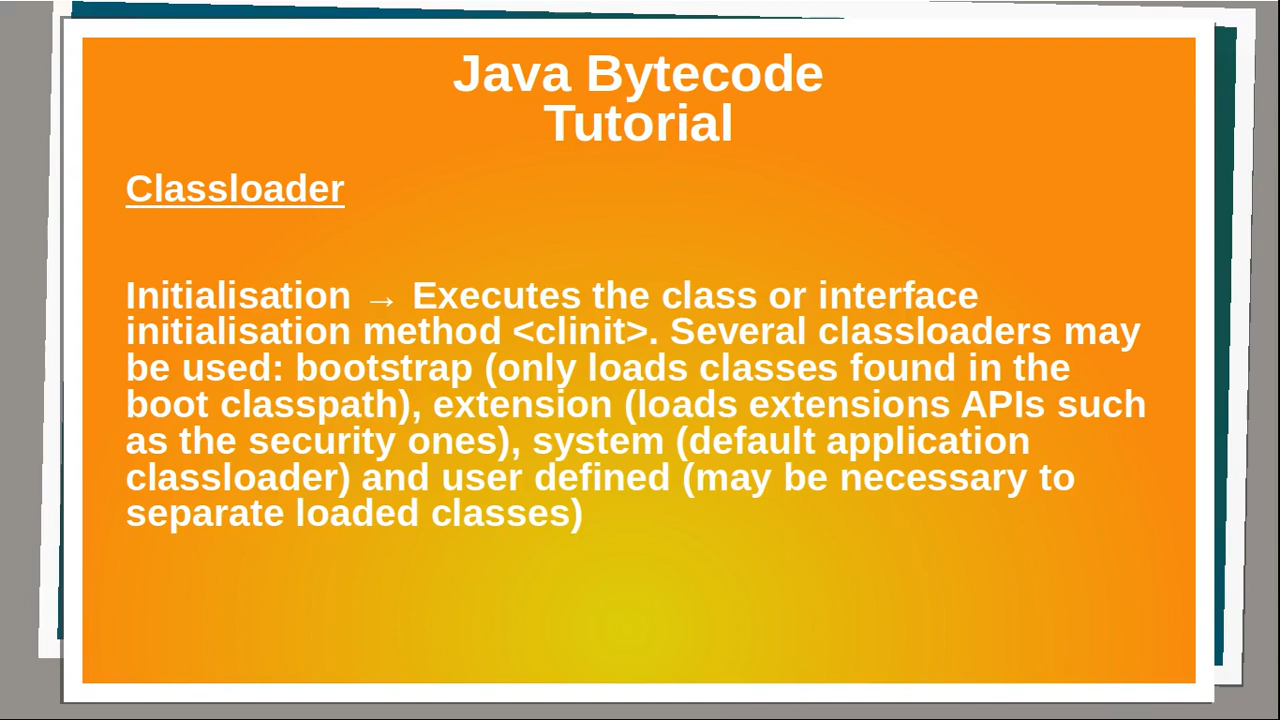 Java Bytecode
Tutorial
Classloader
Initialisation → Executes the class or interface
initialisation method <clinit>. Several classloaders may
be used: bootstrap (only loads classes found in the
boot classpath), extension (loads extensions APIs such
as the security ones), system (default application
classloader) and user defined (may be necessary to
separate loaded classes)